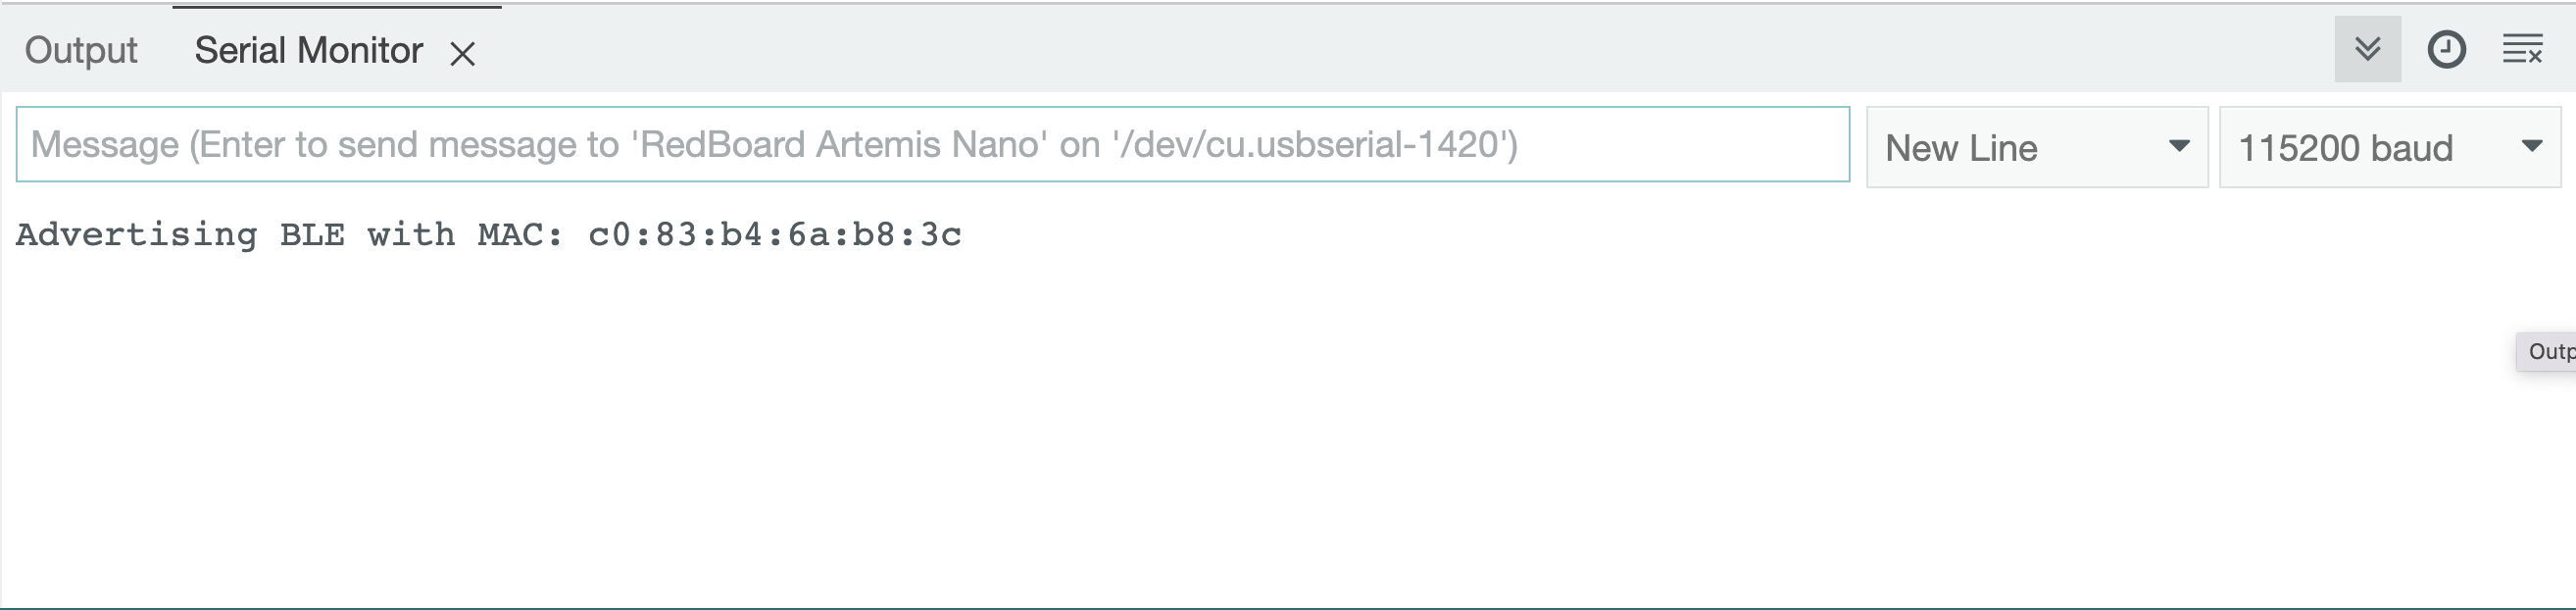 Output Serial Monitor
Message (Enter to send message to 'RedBoard Artemis Nano' on '/dev/cu.usbserial-1420') New Line 115200 baud
Advertising BLE with MAC: c0:83:b4:6a:b8:3c
Outp